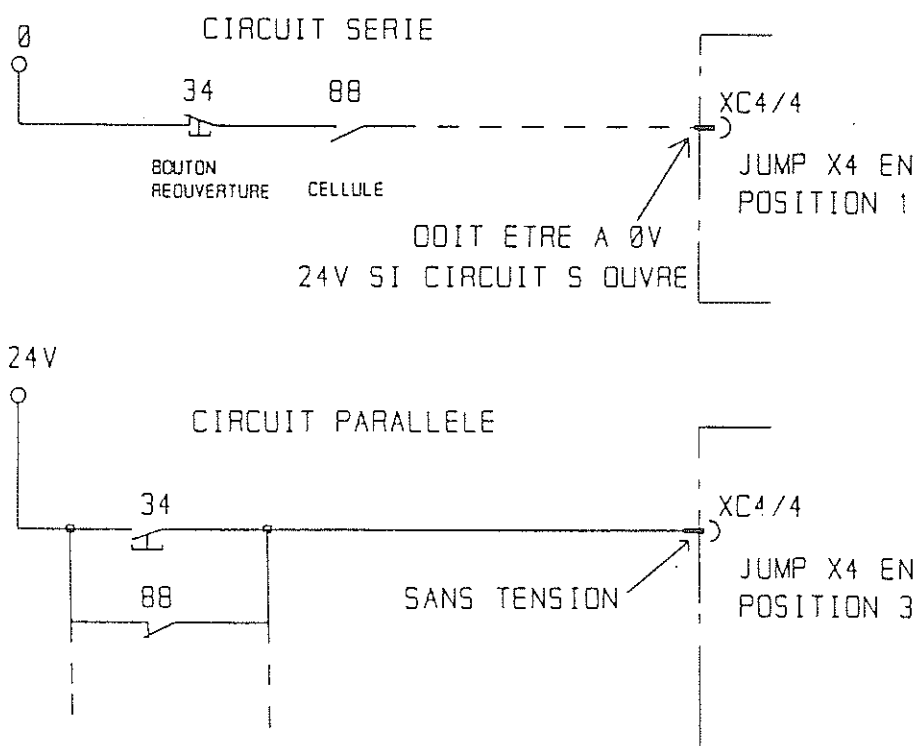 CIRCUIT SERIE
0
34
88
XC4/4
BOUTON
REOUVERTURE
CELLULE
JUMP X4 EN
POSITION 1
DOIT ETRE A 0V
24V SI CIRCUIT S OUVRE
24V
CIRCUIT PARALLELE
34
XC4/4
88
SANS TENSION
JUMP X4 EN
POSITION 3